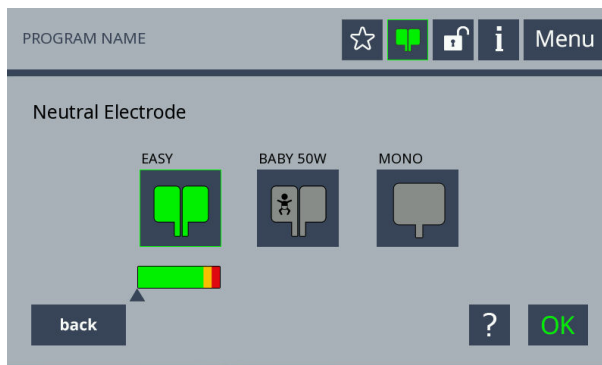 PROGRAM NAME
i
Menu
Neutral Electrode
EASY
BABY 50W
MONO
back
?
OK